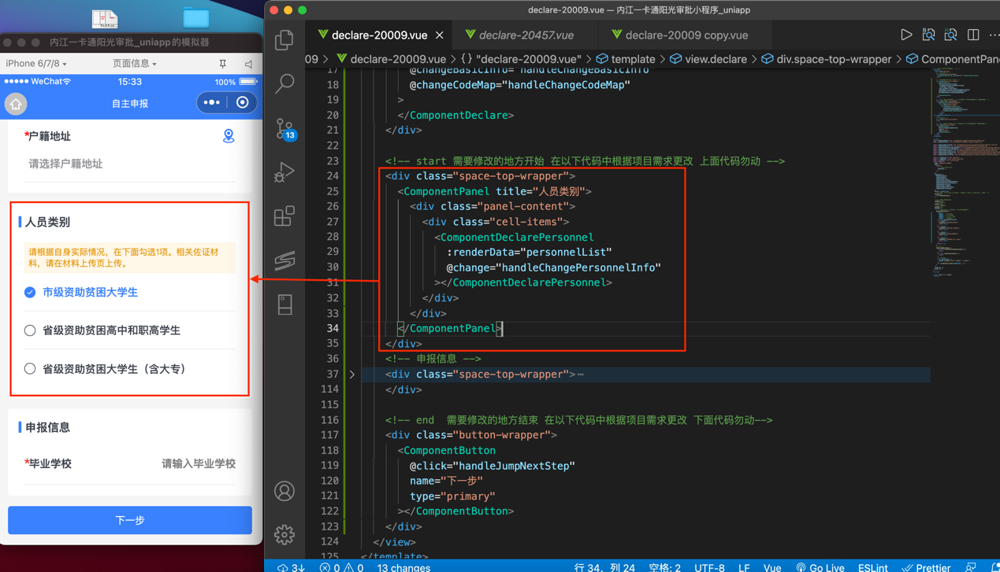 内江一卡通阳光审批_uniapp的模拟器
iPhone 6/7/8
页面信息
WeChat
15:33
100%
自主申报
*户籍地址
请选择户籍地址
人员类别
请根据自身实际情况，在下面勾选1项。相关佐证材
料，请在材料上传页上传。
市级资助贫困大学生
省级资助贫困高中和职高学生
省级资助贫困大学生（含大专）
申报信息
*毕业学校
请输入毕业学校
下一步
declare-20009.vue — 内江一卡通阳光审批小程序_uniapp
declare-20009.vue
declare-20457.vue
declare-20009 copy.vue
09 > declare-20009.vue > {} "declare-20009.vue" > template > view.declare > div.space-top-wrapper > ComponentPane
13
17 @changeBasicInfo="handleChangeBasicInfo"
18 @changeCodeMap="handleChangeCodeMap"
19 >
20 </ComponentDeclare>
21 </div>
22
23 <!-- start 需要修改的地方开始 在以下代码中根据项目需求更改 上面代码勿动 -->
24 <div class="space-top-wrapper">
25 <ComponentPanel title="人员类别">
26 <div class="panel-content">
27 <div class="cell-items">
28 <ComponentDeclarePersonnel
29 :renderData="personnelList"
30 @change="handleChangePersonnelInfo"
31 ></ComponentDeclarePersonnel>
32 </div>
33 </div>
34 </ComponentPanel>
35 </div>
36 <!-- 申报信息 -->
37 <div class="space-top-wrapper">⋯
114 </div>
115
116 <!-- end 需要修改的地方结束 在以下代码中根据项目需求更改 下面代码勿动-->
117 <div class="button-wrapper">
118 <ComponentButton
119 @click="handleJumpNextStep"
120 name="下一步"
121 type="primary"
122 ></ComponentButton>
123 </div>
124 </view>
125 </template>
3↓
0
0
13 changes
行 34，列 24
空格: 2
UTF-8
LF
Vue
Go Live
ESLint
Prettier